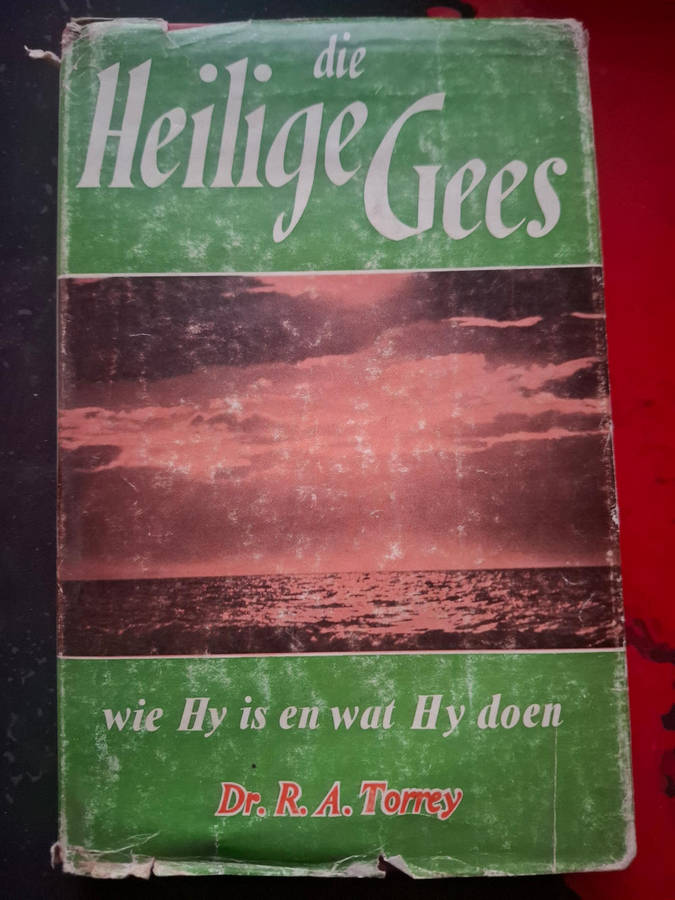 die
Heilige
Gees
wie Hy is en wat Hy doen
Dr. R. A. Torrey